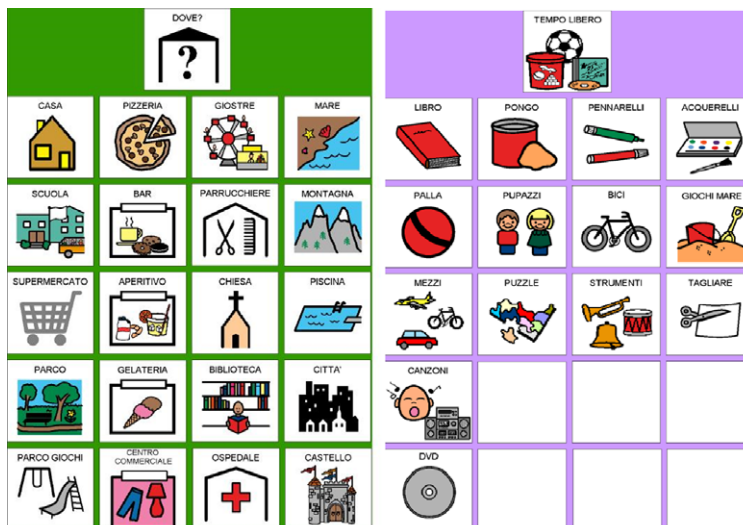 DOVE?
?
CASA
PIZZERIA
GIOSTRE
MARE
SCUOLA
BAR
PARRUCCHIERE
MONTAGNA
SUPERMERCATO
APERITIVO
CHIESA
PISCINA
PARCO
GELATERIA
BIBLIOTECA
CITTA'
PARCO GIOCHI
CENTRO
COMMERCIALE
OSPEDALE
CASTELLO
TEMPO LIBERO
LIBRO
PONGO
PENNARELLI
ACQUERELLI
PALLA
PUPAZZI
BICI
GIOCHI MARE
MEZZI
PUZZLE
STRUMENTI
TAGLIARE
CANZONI
DVD